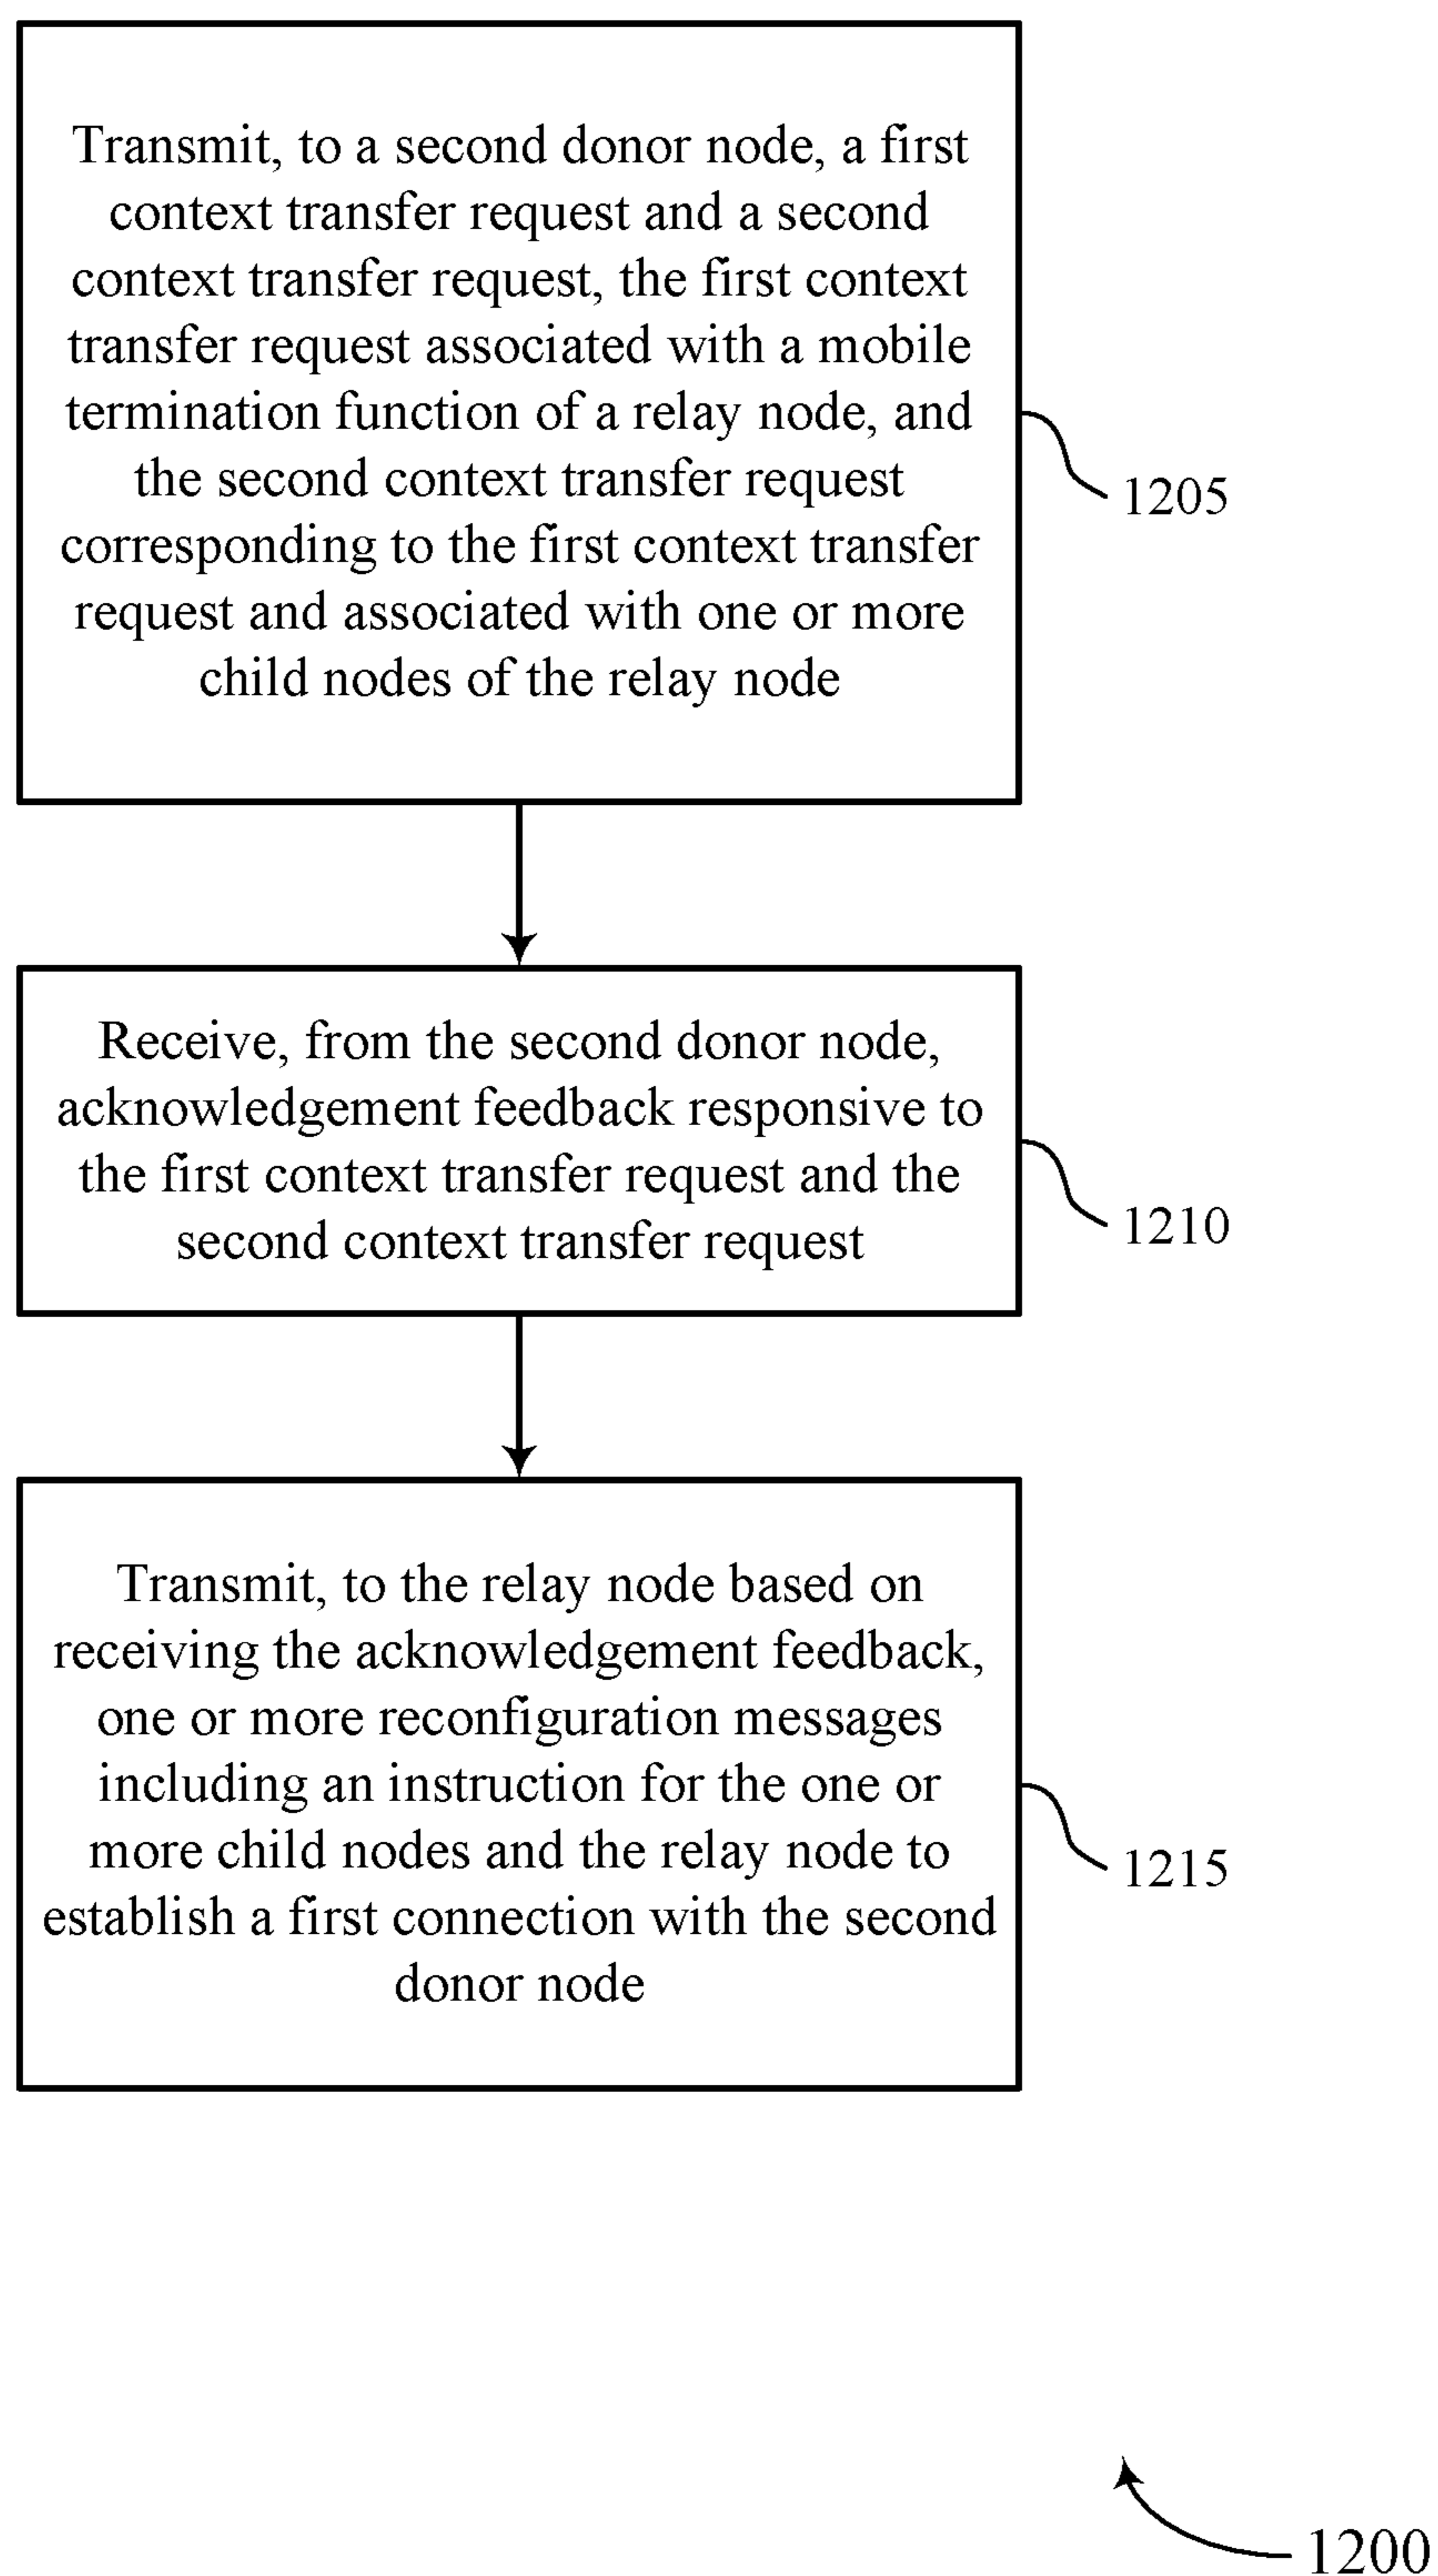 Transmit, to a second donor node, a first
context transfer request and a second
context transfer request, the first context
transfer request associated with a mobile
termination function of a relay node, and
the second context transfer request
corresponding to the first context transfer
request and associated with one or more
child nodes of the relay node
1205
Receive, from the second donor node,
acknowledgement feedback responsive to
the first context transfer request and the
second context transfer request
1210
Transmit, to the relay node based on
receiving the acknowledgement feedback,
one or more reconfiguration messages
including an instruction for the one or
more child nodes and the relay node to
establish a first connection with the second
donor node
1215
1200